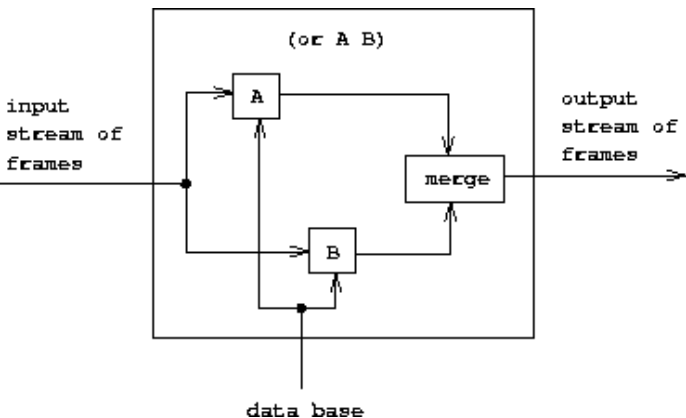 (or A B)
A
input
stream of
frames
output
stream of
frames
merge
B
data base